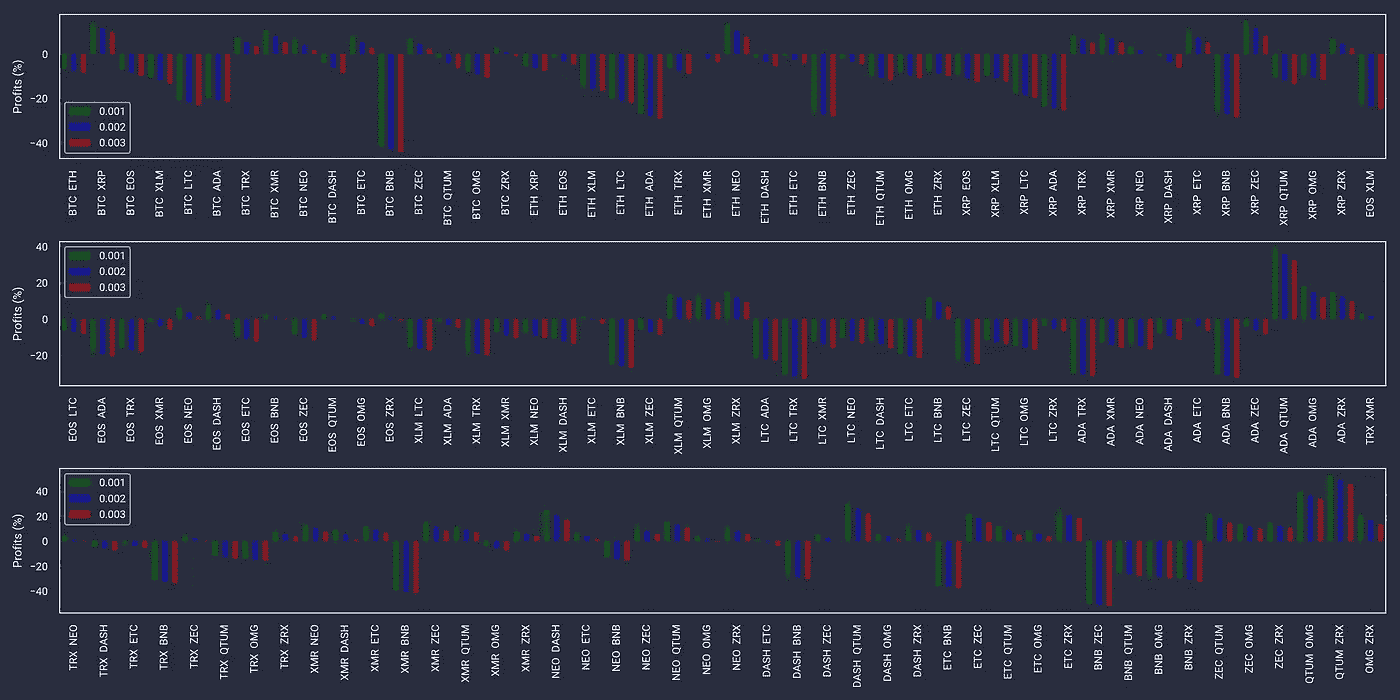 Profits (%)
0
−20
−40
0.001
0.002
0.003
BTC ETH
BTC XRP
BTC EOS
BTC XLM
BTC LTC
BTC ADA
BTC TRX
BTC XMR
BTC NEO
BTC DASH
BTC ETC
BTC BNB
BTC ZEC
BTC QTUM
BTC OMG
BTC ZRX
ETH XRP
ETH EOS
ETH XLM
ETH LTC
ETH ADA
ETH TRX
ETH XMR
ETH NEO
ETH DASH
ETH ETC
ETH BNB
ETH ZEC
ETH QTUM
ETH OMG
ETH ZRX
XRP EOS
XRP XLM
XRP LTC
XRP ADA
XRP TRX
XRP XMR
XRP NEO
XRP DASH
XRP ETC
XRP BNB
XRP ZEC
XRP QTUM
XRP OMG
XRP ZRX
EOS XLM
Profits (%)
40
20
0
−20
0.001
0.002
0.003
EOS LTC
EOS ADA
EOS TRX
EOS XMR
EOS NEO
EOS DASH
EOS ETC
EOS BNB
EOS ZEC
EOS QTUM
EOS OMG
EOS ZRX
XLM LTC
XLM ADA
XLM TRX
XLM XMR
XLM NEO
XLM DASH
XLM ETC
XLM BNB
XLM ZEC
XLM QTUM
XLM OMG
XLM ZRX
LTC ADA
LTC TRX
LTC XMR
LTC NEO
LTC DASH
LTC ETC
LTC BNB
LTC ZEC
LTC QTUM
LTC OMG
LTC ZRX
ADA TRX
ADA XMR
ADA NEO
ADA DASH
ADA ETC
ADA BNB
ADA ZEC
ADA QTUM
ADA OMG
ADA ZRX
TRX XMR
Profits (%)
40
20
0
−20
−40
0.001
0.002
0.003
TRX NEO
TRX DASH
TRX ETC
TRX BNB
TRX ZEC
TRX QTUM
TRX OMG
TRX ZRX
XMR NEO
XMR DASH
XMR ETC
XMR BNB
XMR ZEC
XMR QTUM
XMR OMG
XMR ZRX
NEO DASH
NEO ETC
NEO BNB
NEO ZEC
NEO QTUM
NEO OMG
NEO ZRX
DASH ETC
DASH BNB
DASH ZEC
DASH QTUM
DASH OMG
DASH ZRX
ETC BNB
ETC ZEC
ETC QTUM
ETC OMG
ETC ZRX
BNB ZEC
BNB QTUM
BNB OMG
BNB ZRX
ZEC QTUM
ZEC OMG
ZEC ZRX
QTUM OMG
QTUM ZRX
OMG ZRX